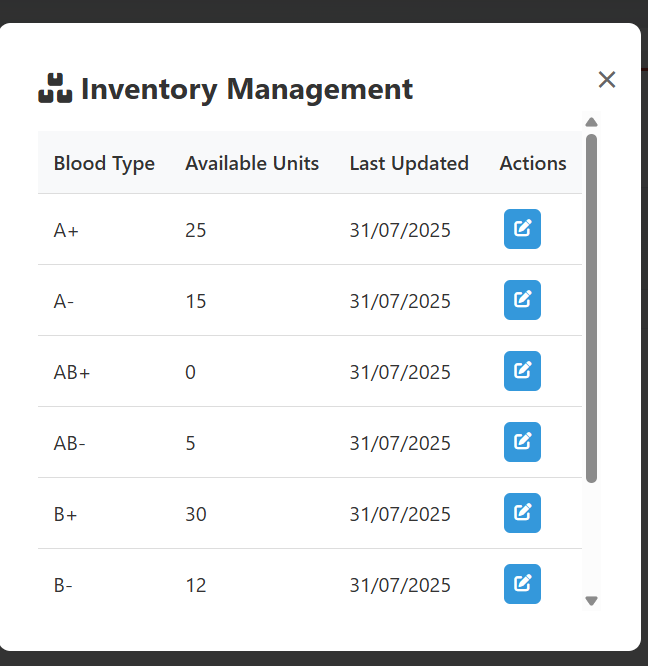 Inventory Management
Blood Type Available Units Last Updated Actions
A+ 25 31/07/2025
A- 15 31/07/2025
AB+ 0 31/07/2025
AB- 5 31/07/2025
B+ 30 31/07/2025
B- 12 31/07/2025